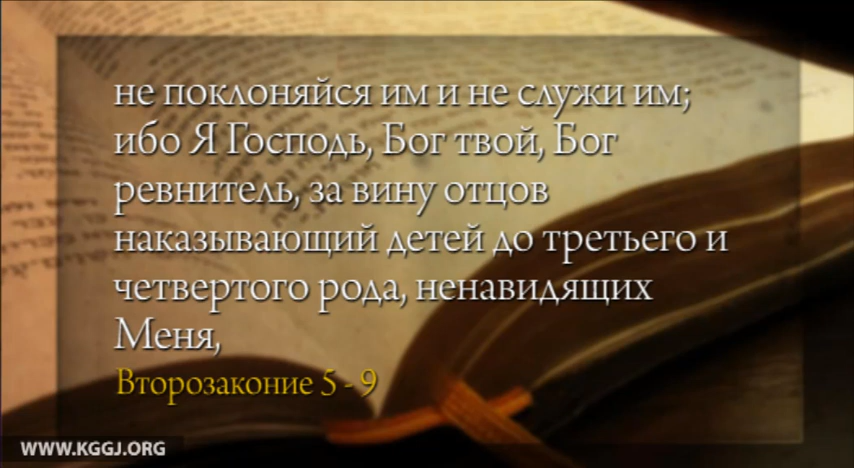 не поклоняйся им и не служи им;
ибо Я Господь, Бог твой, Бог
ревнитель, за вину отцов
наказывающий детей до третьего и
четвертого рода, ненавидящих
Меня,
Второзаконие 5 - 9
WWW.KGGJ.ORG